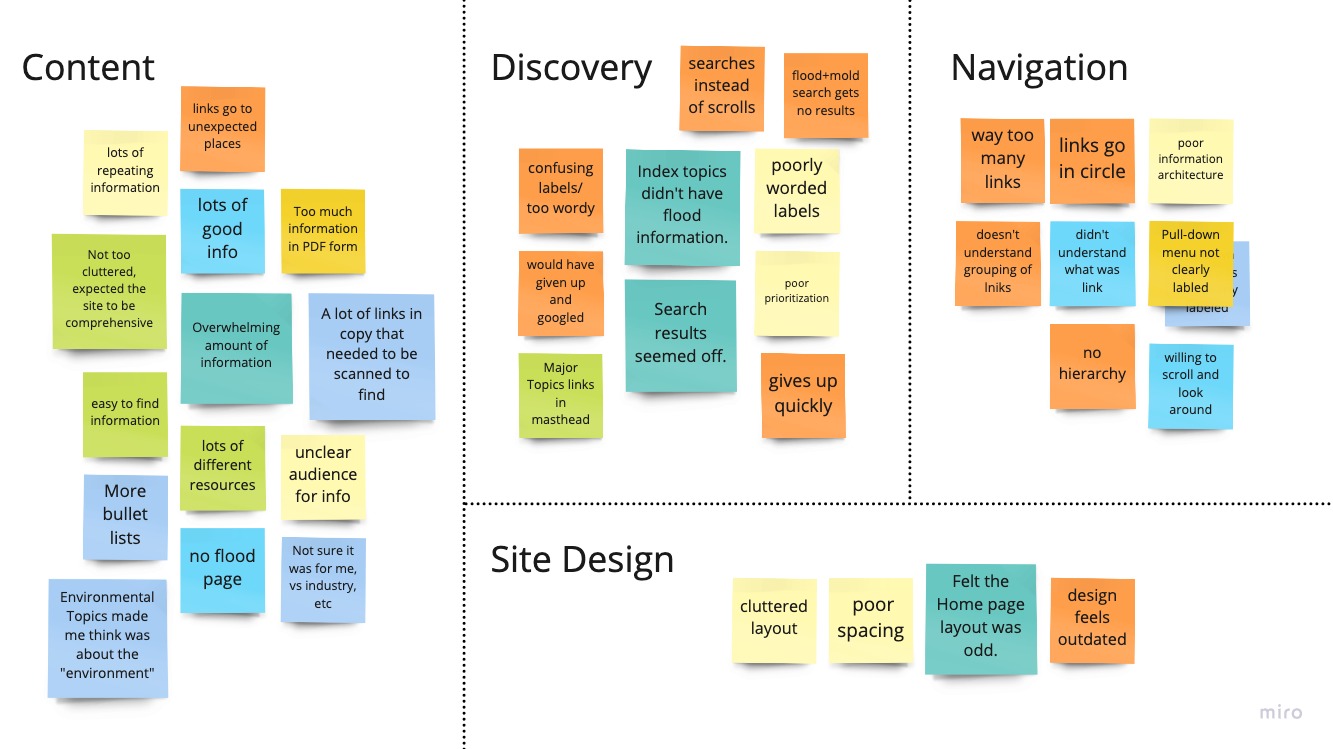 Content
links go to
unexpected
places
lots of
repeating
information
lots of
good
info
Too much
information
in PDF form
Not too
cluttered,
expected the
site to be
comprehensive
Overwhelming
amount of
information
A lot of links in
copy that
needed to be
scanned to
find
easy to find
information
lots of
different
resources
unclear
audience
for info
More
bullet
lists
no flood
page
Not sure it
was for me,
vs industry,
etc
Environmental
Topics made
me think was
about the
"environment"
Discovery
searches
instead
of scrolls
flood+mold
search gets
no results
confusing
labels/
too wordy
Index topics
didn't have
flood
information.
poorly
worded
labels
would have
given up
and
googled
Search
results
seemed off.
poor
prioritization
Major
Topics links
in
masthead
gives up
quickly
Navigation
way too
many
links
links go
in circle
poor
information
architecture
doesn't
understand
grouping of
lniks
didn't
understand
what was
link
Pull-down
menu not
clearly
labled
labeled
no
hierarchy
willing to
scroll and
look
around
Site Design
cluttered
layout
poor
spacing
Felt the
Home page
layout was
odd.
design
feels
outdated
miro